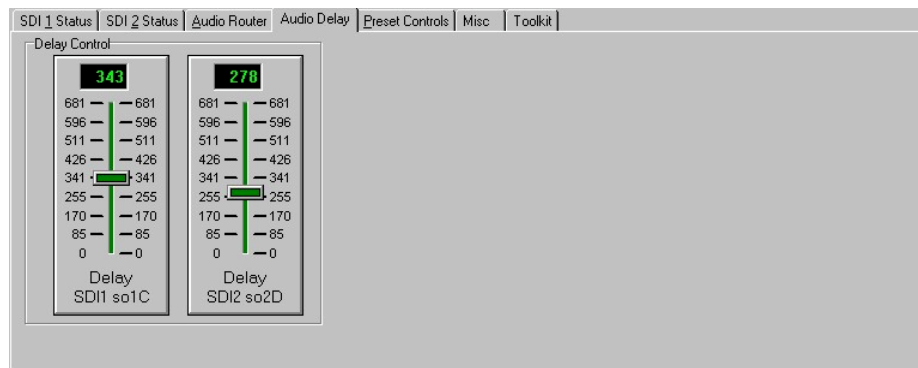 SDI 1 Status SDI 2 Status Audio Router Audio Delay Preset Controls Misc Toolkit
Delay Control
343 278
681 681 681 681
596 596 596 596
511 511 511 511
426 426 426 426
341 341 341 341
255 255 255 255
170 170 170 170
85 85 85 85
0 0 0 0
Delay Delay
SDI1 so1C SDI2 so2D